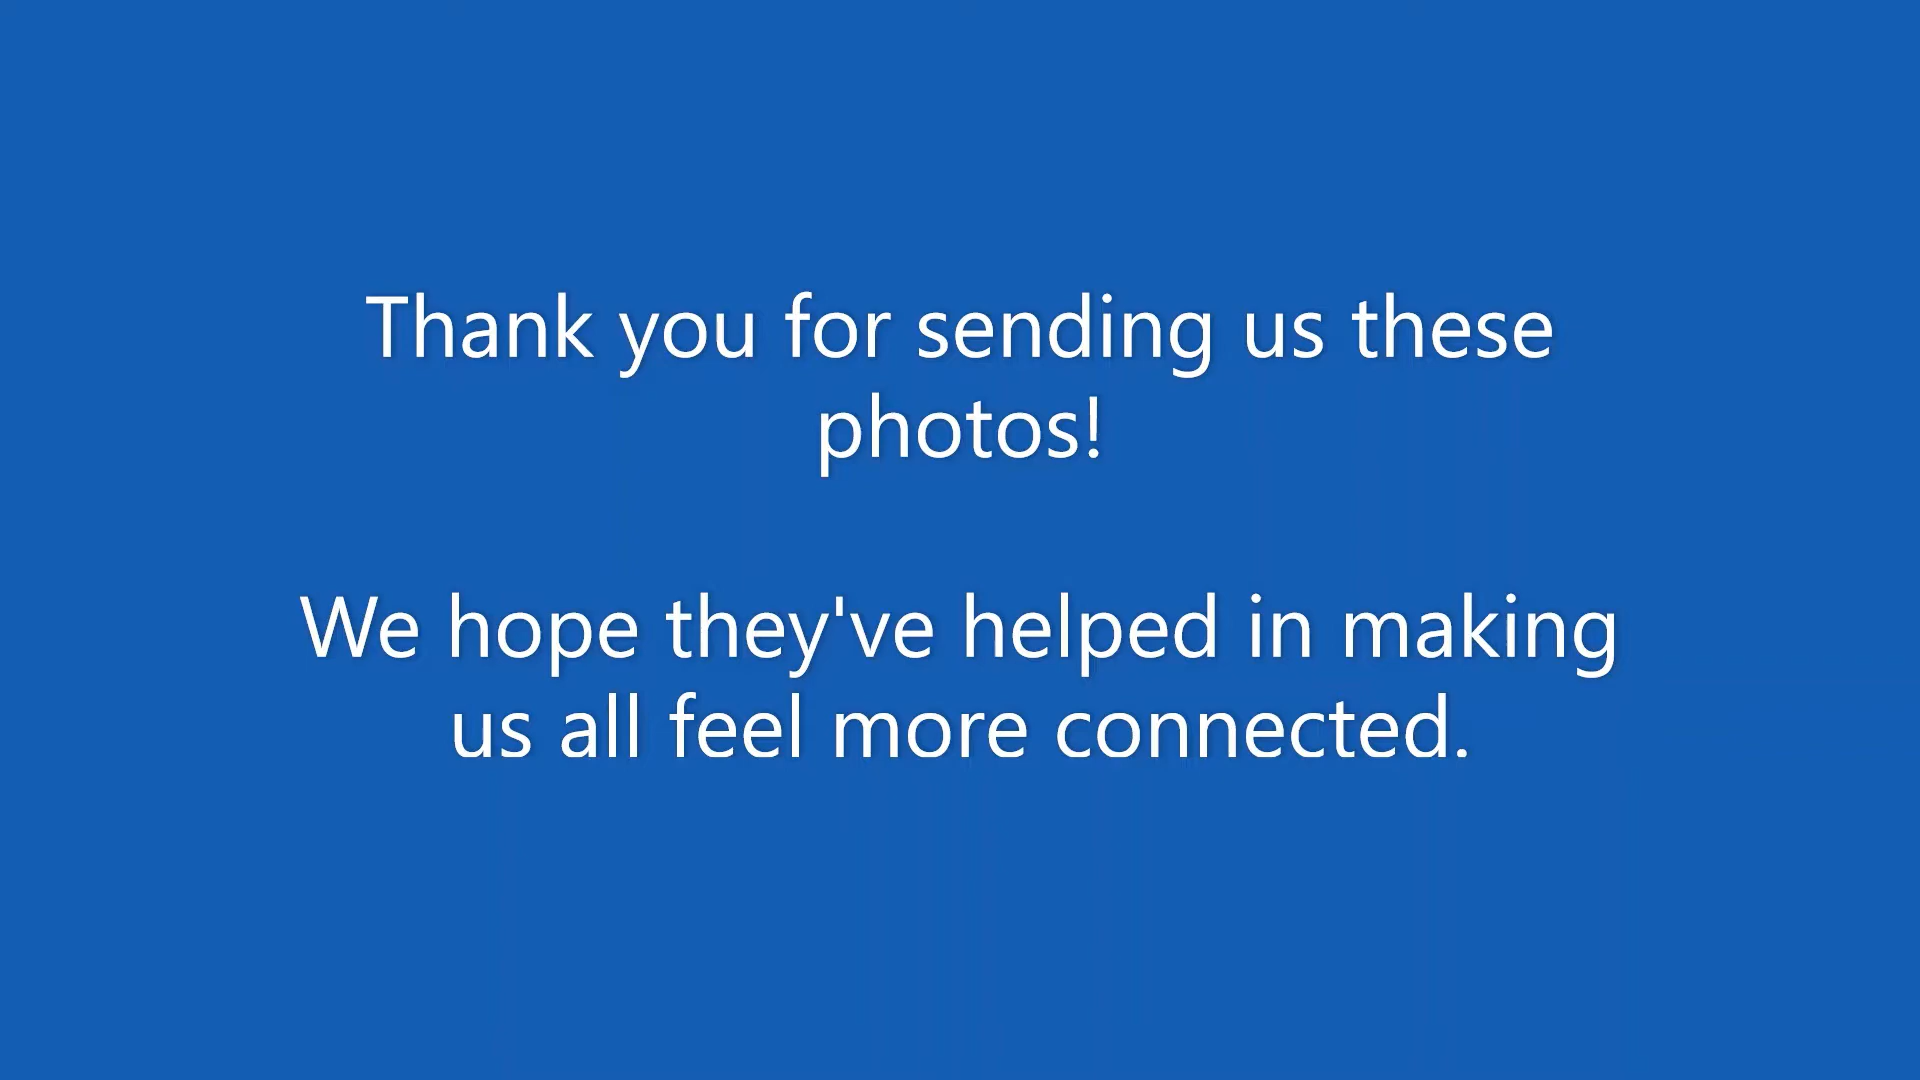 Thank you for sending us these
photos!
We hope they've helped in making
us all feel more connected.